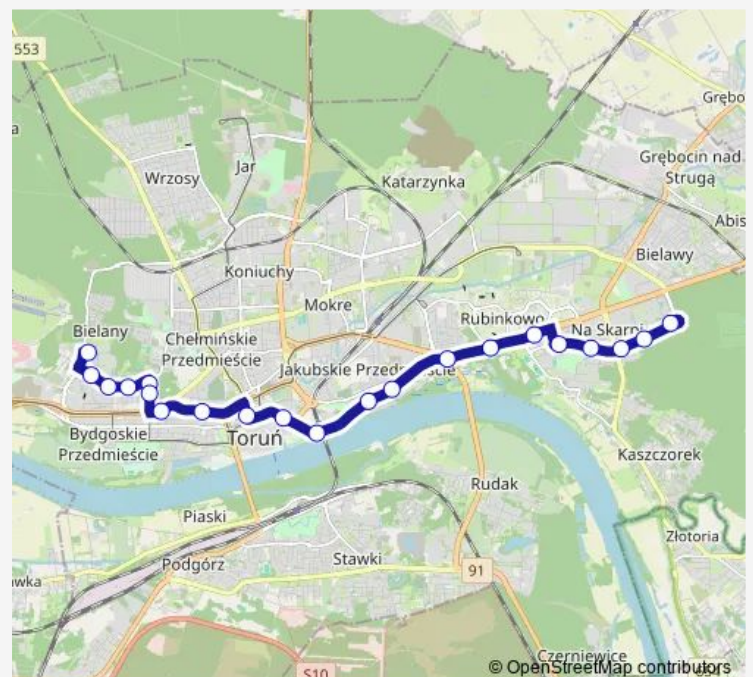 553
Grębo
Grębocin nad
Strugą
Jar
Wrzosy
Katarzynka
Abis
Koniuchy
Bielawy
Mokre
Rubinkowo
Na Skarpi
Bielany
Chełmińskie
Przedmieście
Jakubskie Przedmieście
Bydgoskie
Przedmieście
Toruń
Kaszczorek
Rudak
Piaski
Złotoria
Stawki
Podgórz
91
awka
Czerniewice
S10
© OpenStreetMap contributors